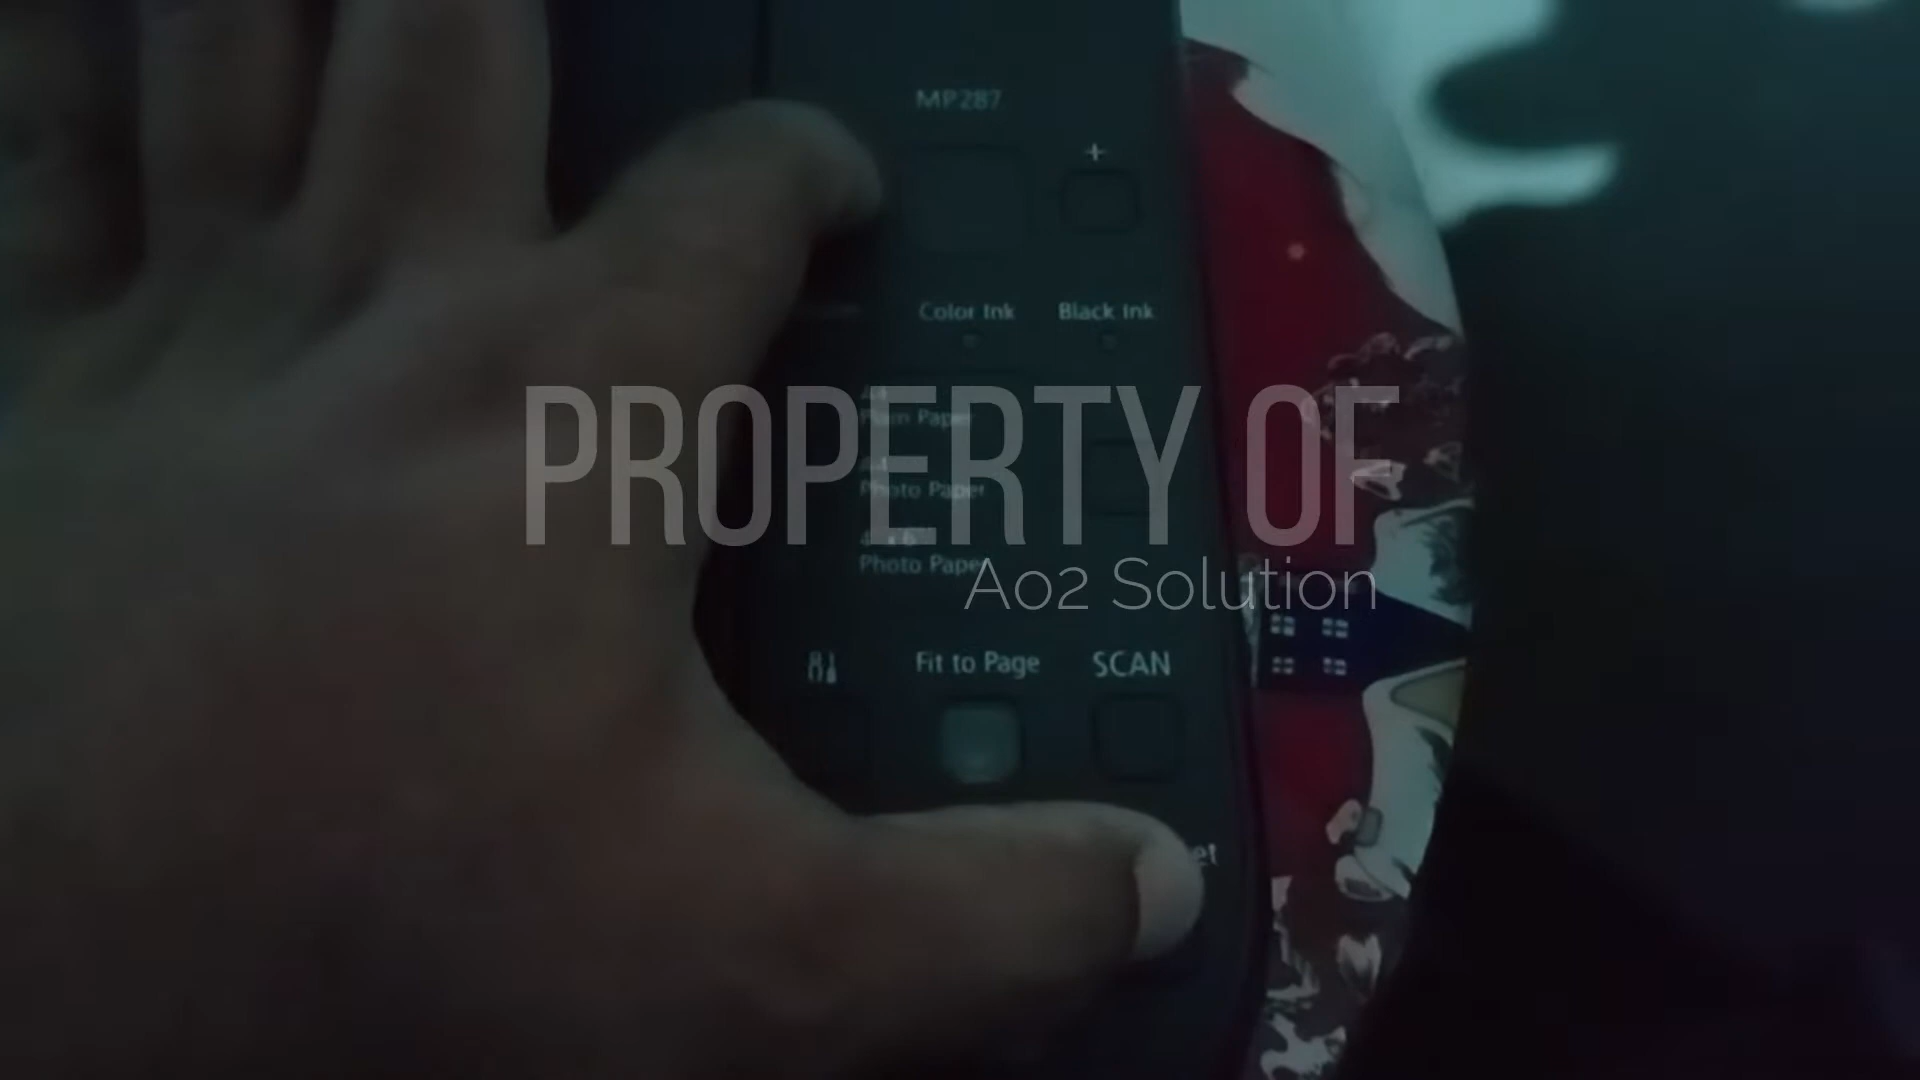 MP287
+
Color Ink Black Ink
PROPERTY OF
Plain Paper
Photo Paper
Photo Paper
Ao2 Solution
Fit to Page SCAN
et